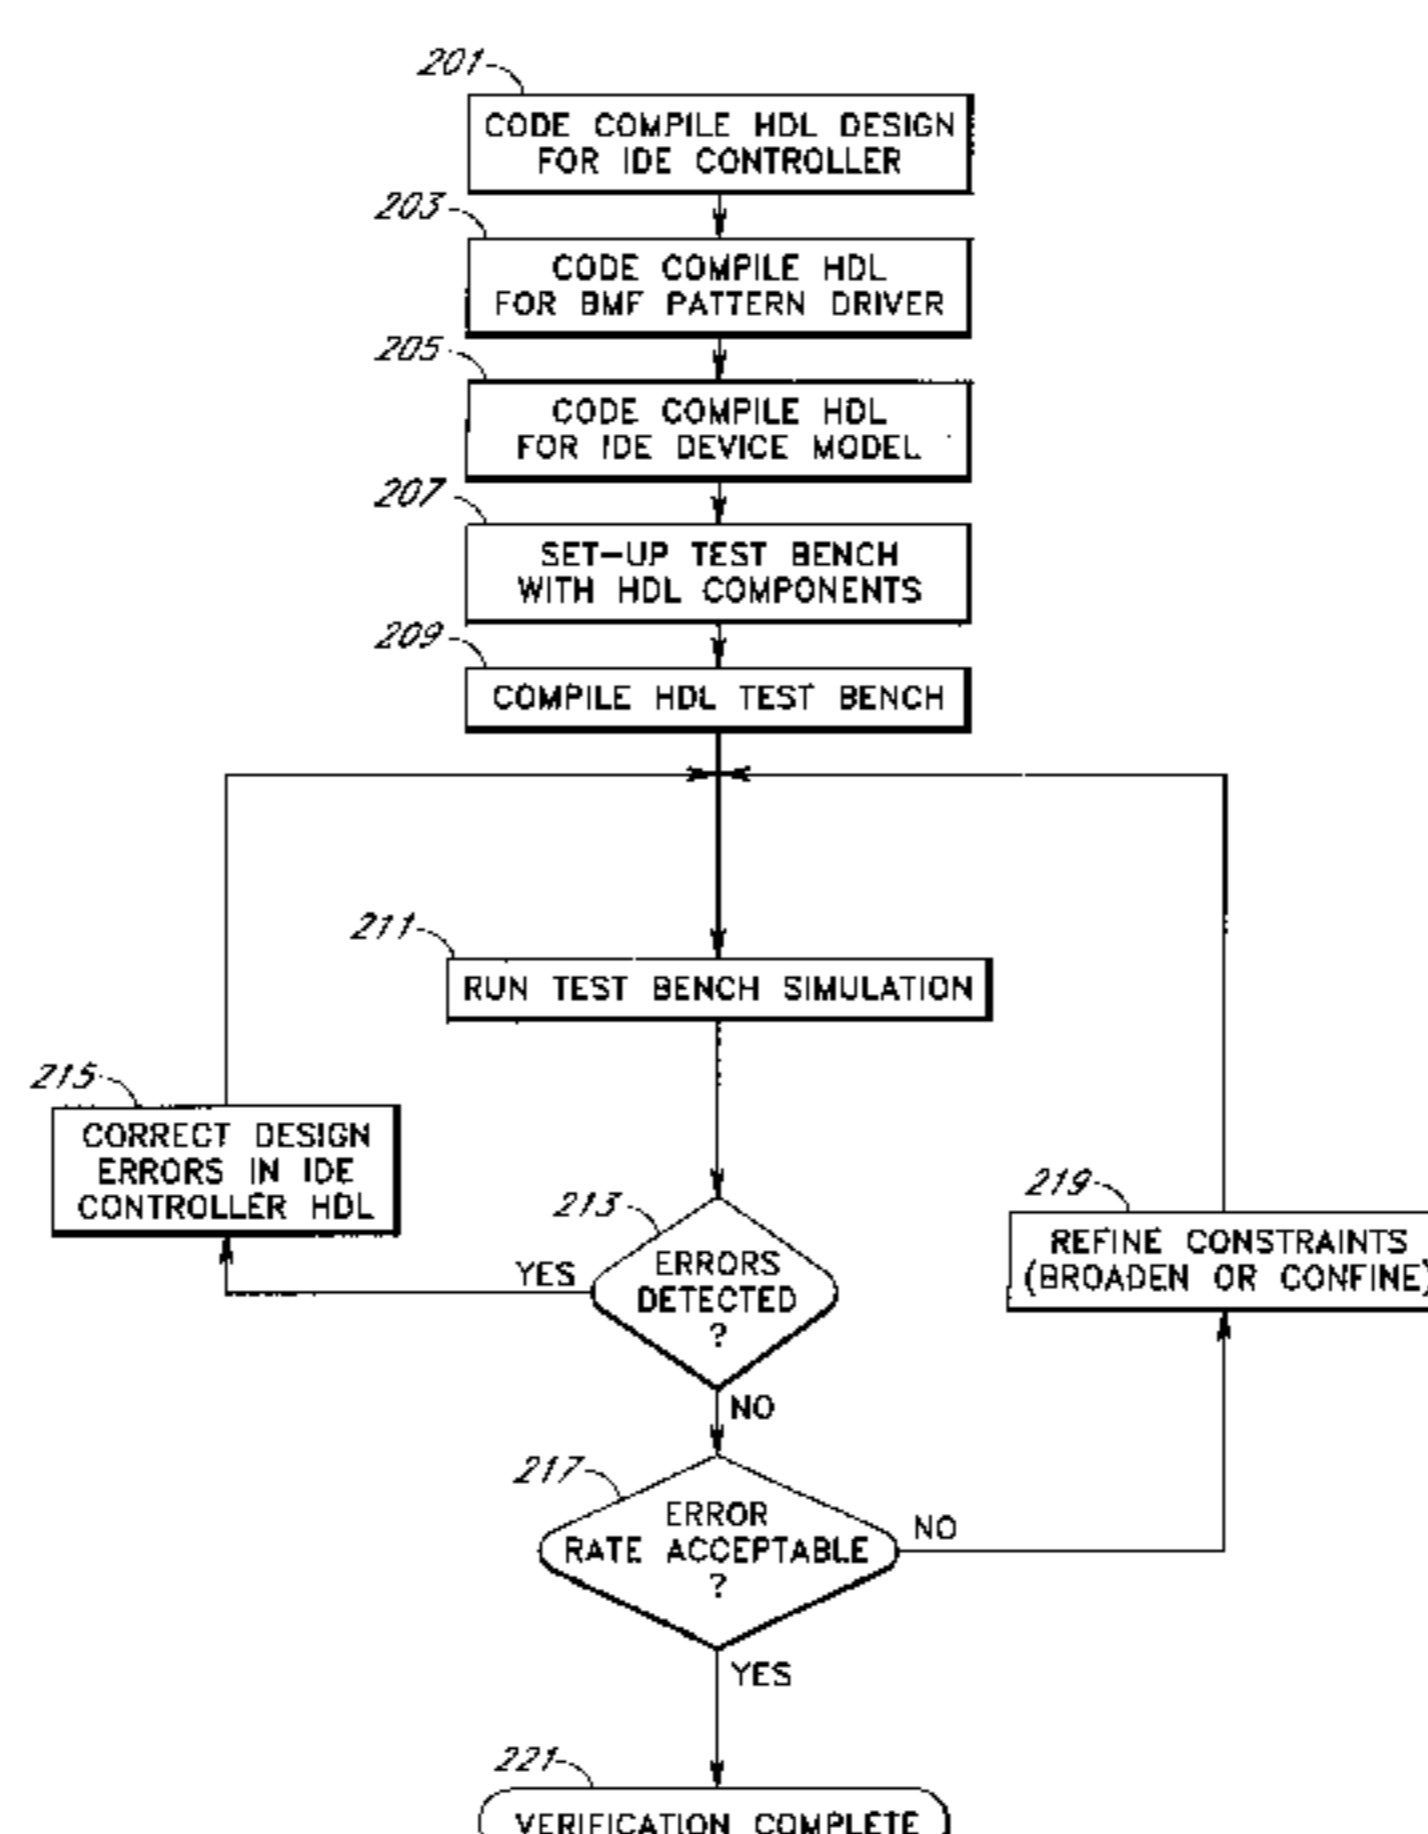 201
CODE COMPILE HDL DESIGN
FOR IDE CONTROLLER
203
CODE COMPILE HDL
FOR BMF PATTERN DRIVER
205
CODE COMPILE HDL
FOR IDE DEVICE MODEL
207
SET-UP TEST BENCH
WITH HDL COMPONENTS
209
COMPILE HDL TEST BENCH
211
RUN TEST BENCH SIMULATION
215
CORRECT DESIGN
ERRORS IN IDE
CONTROLLER HDL
213
ERRORS
DETECTED
?
YES
NO
219
REFINE CONSTRAINTS
(BROADEN OR CONFINE)
217
ERROR
RATE ACCEPTABLE
?
NO
YES
221
VERIFICATION COMPLETE